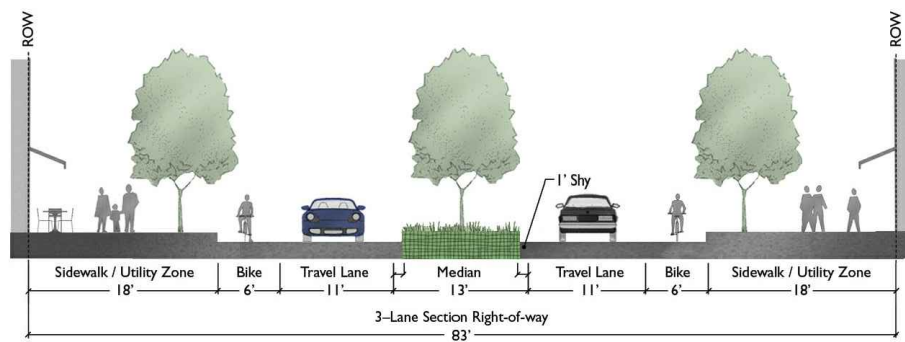 ROW
ROW
1' Shy
Sidewalk / Utility Zone
Bike
Travel Lane
Median
Travel Lane
Bike
Sidewalk / Utility Zone
18'
6'
11'
13'
11'
6'
18'
3–Lane Section Right-of-way
83'